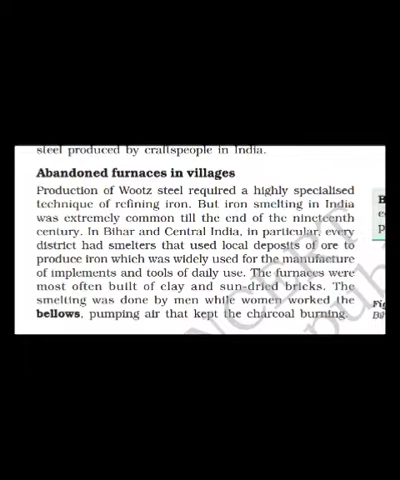 steel produced by craftspeople in India.
Abandoned furnaces in villages
Production of Wootz steel required a highly specialised
technique of refining iron. But iron smelting in India
was extremely common till the end of the nineteenth
century. In Bihar and Central India, in particular, every
district had smelters that used local deposits of ore to
produce iron which was widely used for the manufacture
of implements and tools of daily use. The furnaces were
most often built of clay and sun-dried bricks. The
smelting was done by men while women worked the
bellows, pumping air that kept the charcoal burning.
B
e
p
Fig
Bih
NCERT